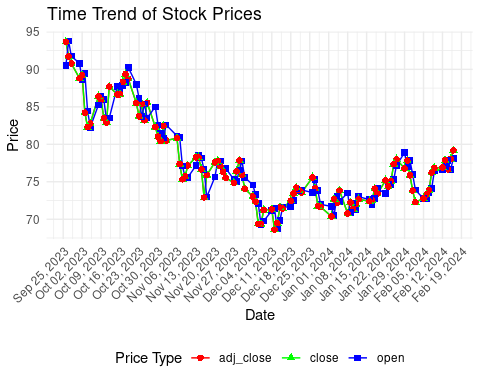 Time Trend of Stock Prices
95
90
85
80
75
70
Price
Sep 25, 2023
Oct 02, 2023
Oct 09, 2023
Oct 16, 2023
Oct 23, 2023
Oct 30, 2023
Nov 06, 2023
Nov 13, 2023
Nov 20, 2023
Nov 27, 2023
Dec 04, 2023
Dec 11, 2023
Dec 18, 2023
Dec 25, 2023
Jan 01, 2024
Jan 08, 2024
Jan 15, 2024
Jan 22, 2024
Jan 29, 2024
Feb 05, 2024
Feb 12, 2024
Feb 19, 2024
Date
Price Type adj_close close open